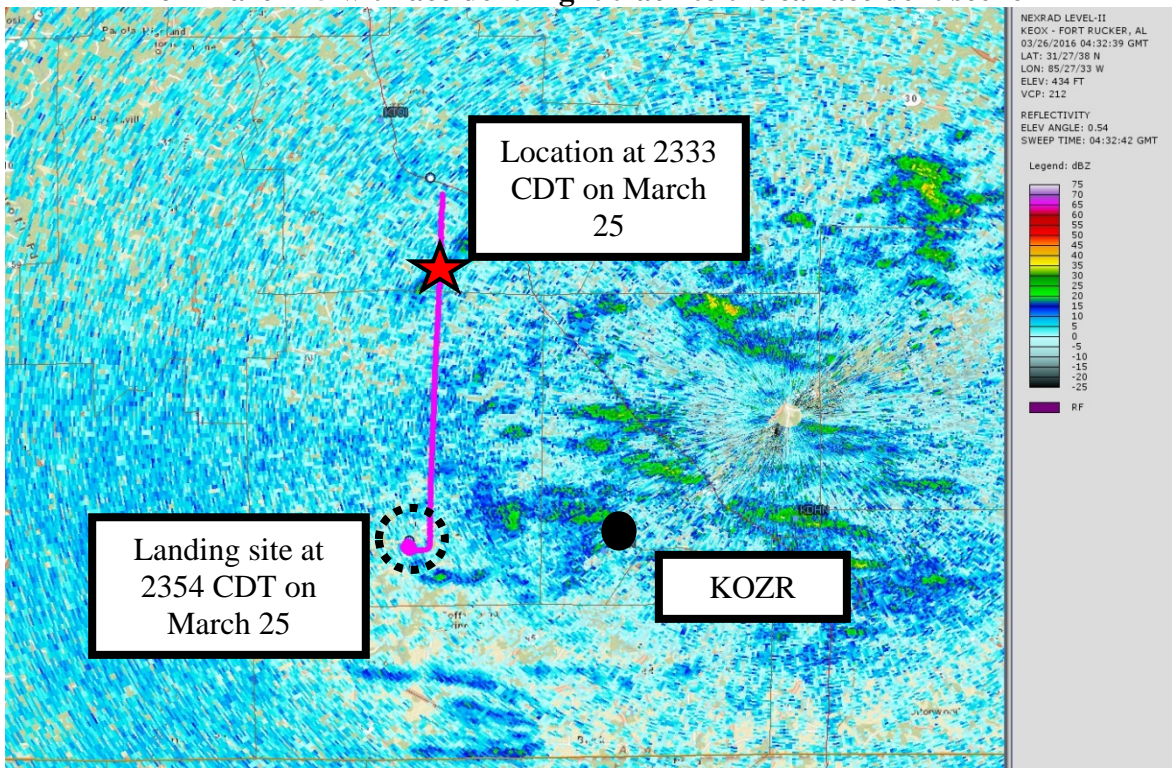 NEXRAD LEVEL-II
KEOX - FORT RUCKER, AL
03/26/2016 04:32:39 GMT
LAT: 31/27/38 N
LON: 85/27/33 W
ELEV: 434 FT
VCP: 212
REFLECTIVITY
ELEV ANGLE: 0.54
SWEEP TIME: 04:32:42 GMT
Legend: dBZ
75
70
65
60
55
50
45
40
35
30
25
20
15
10
5
0
-5
-10
-15
-20
-25
RF
30
KTOI
Location at 2333
CDT on March
25
Landing site at
2354 CDT on
March 25
KOZR
KDHN